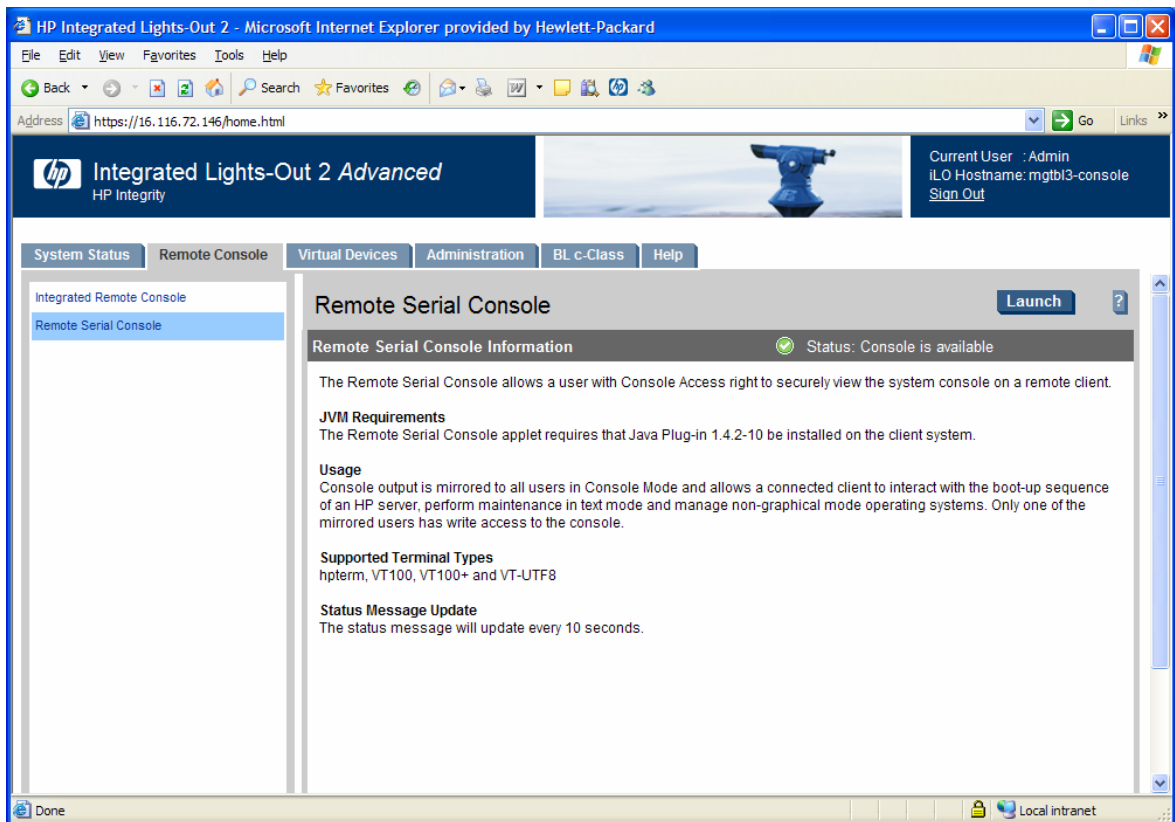 HP Integrated Lights-Out 2 - Microsoft Internet Explorer provided by Hewlett-Packard
File Edit View Favorites Tools Help
Back Search Favorites
Address https://16.116.72.146/home.html Go Links »
hp
Integrated Lights-Out 2 Advanced
HP Integrity
Current User : Admin
iLO Hostname: mgtbl3-console
Sign Out
System Status Remote Console Virtual Devices Administration BL c-Class Help
Integrated Remote Console
Remote Serial Console
Remote Serial Console Launch ?
Remote Serial Console Information Status: Console is available
The Remote Serial Console allows a user with Console Access right to securely view the system console on a remote client.
JVM Requirements
The Remote Serial Console applet requires that Java Plug-in 1.4.2-10 be installed on the client system.
Usage
Console output is mirrored to all users in Console Mode and allows a connected client to interact with the boot-up sequence
of an HP server, perform maintenance in text mode and manage non-graphical mode operating systems. Only one of the
mirrored users has write access to the console.
Supported Terminal Types
hpterm, VT100, VT100+ and VT-UTF8
Status Message Update
The status message will update every 10 seconds.
Done Local intranet